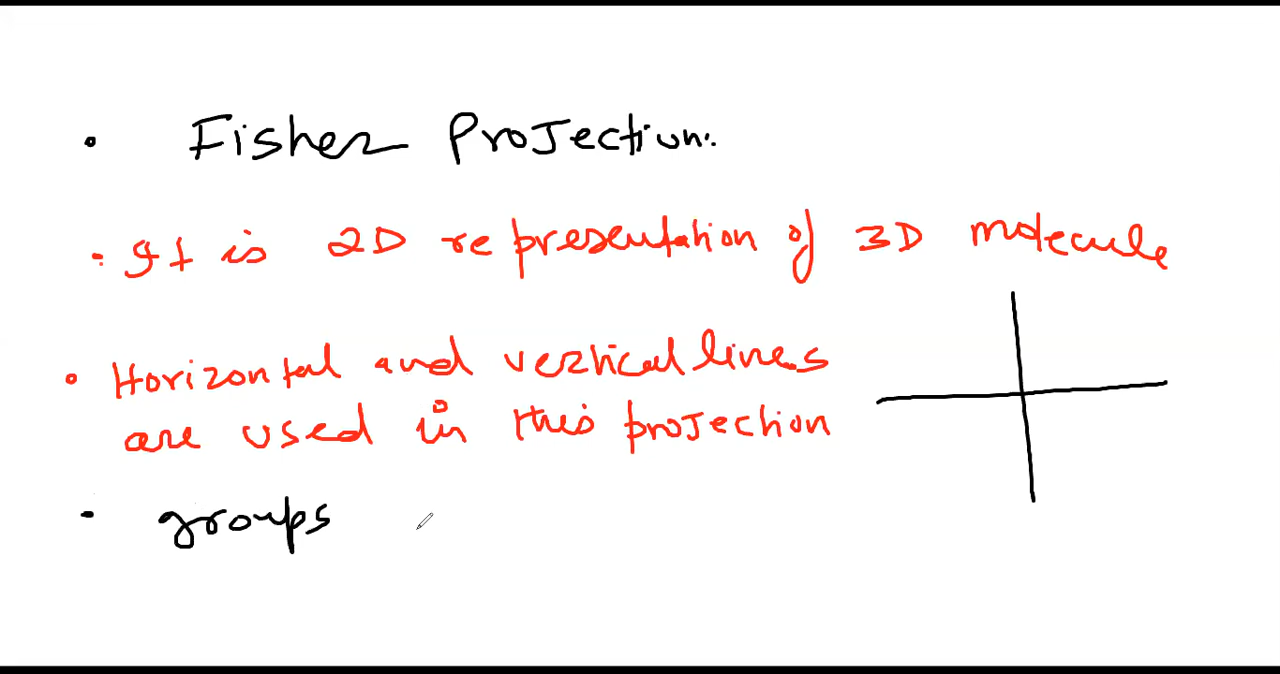 • Fisher Projection:
• It is 2D representation of 3D molecule
• Horizontal and vertical lines
are used in this projection
• groups